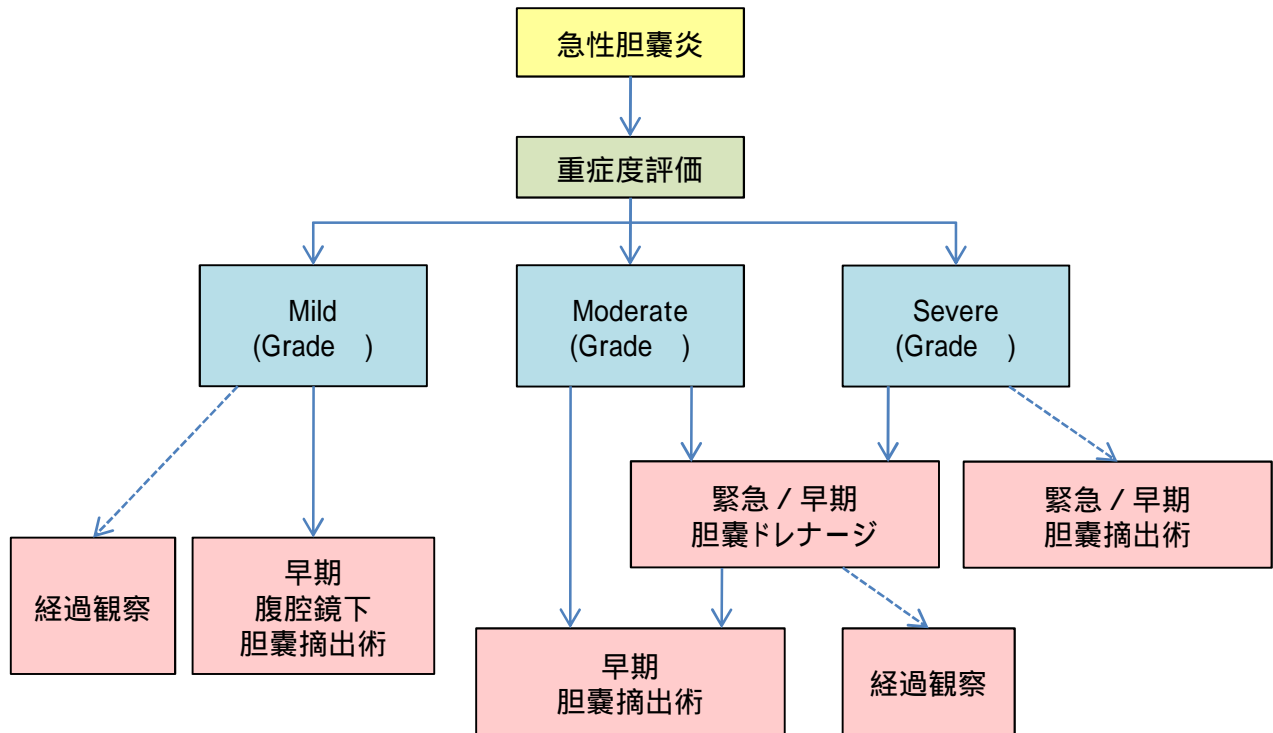 急性胆嚢炎
重症度評価
Mild
(Grade　)
Moderate
(Grade　)
Severe
(Grade　)
緊急 / 早期
胆嚢ドレナージ
緊急 / 早期
胆嚢摘出術
経過観察
早期
腹腔鏡下
胆嚢摘出術
早期
胆嚢摘出術
経過観察